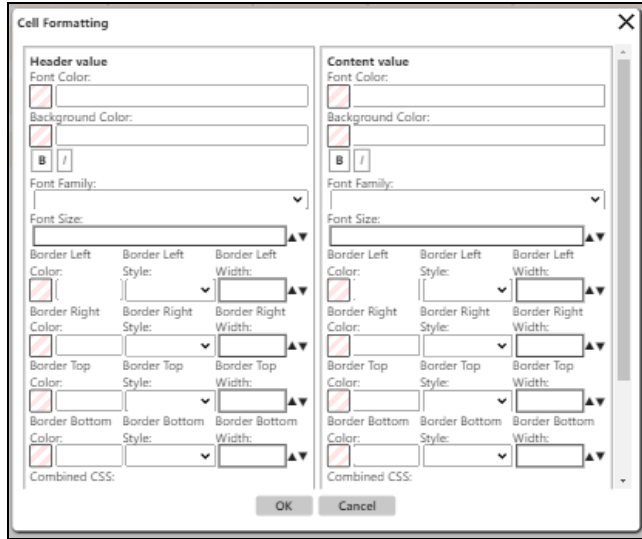 Cell Formatting
Header value
Font Color:
Background Color:
B I
Font Family:
Font Size:
Border Left Color: Border Left Style: Border Left Width:
Border Right Color: Border Right Style: Border Right Width:
Border Top Color: Border Top Style: Border Top Width:
Border Bottom Color: Border Bottom Style: Border Bottom Width:
Combined CSS:
Content value
Font Color:
Background Color:
B I
Font Family:
Font Size:
Border Left Color: Border Left Style: Border Left Width:
Border Right Color: Border Right Style: Border Right Width:
Border Top Color: Border Top Style: Border Top Width:
Border Bottom Color: Border Bottom Style: Border Bottom Width:
Combined CSS:
OK Cancel